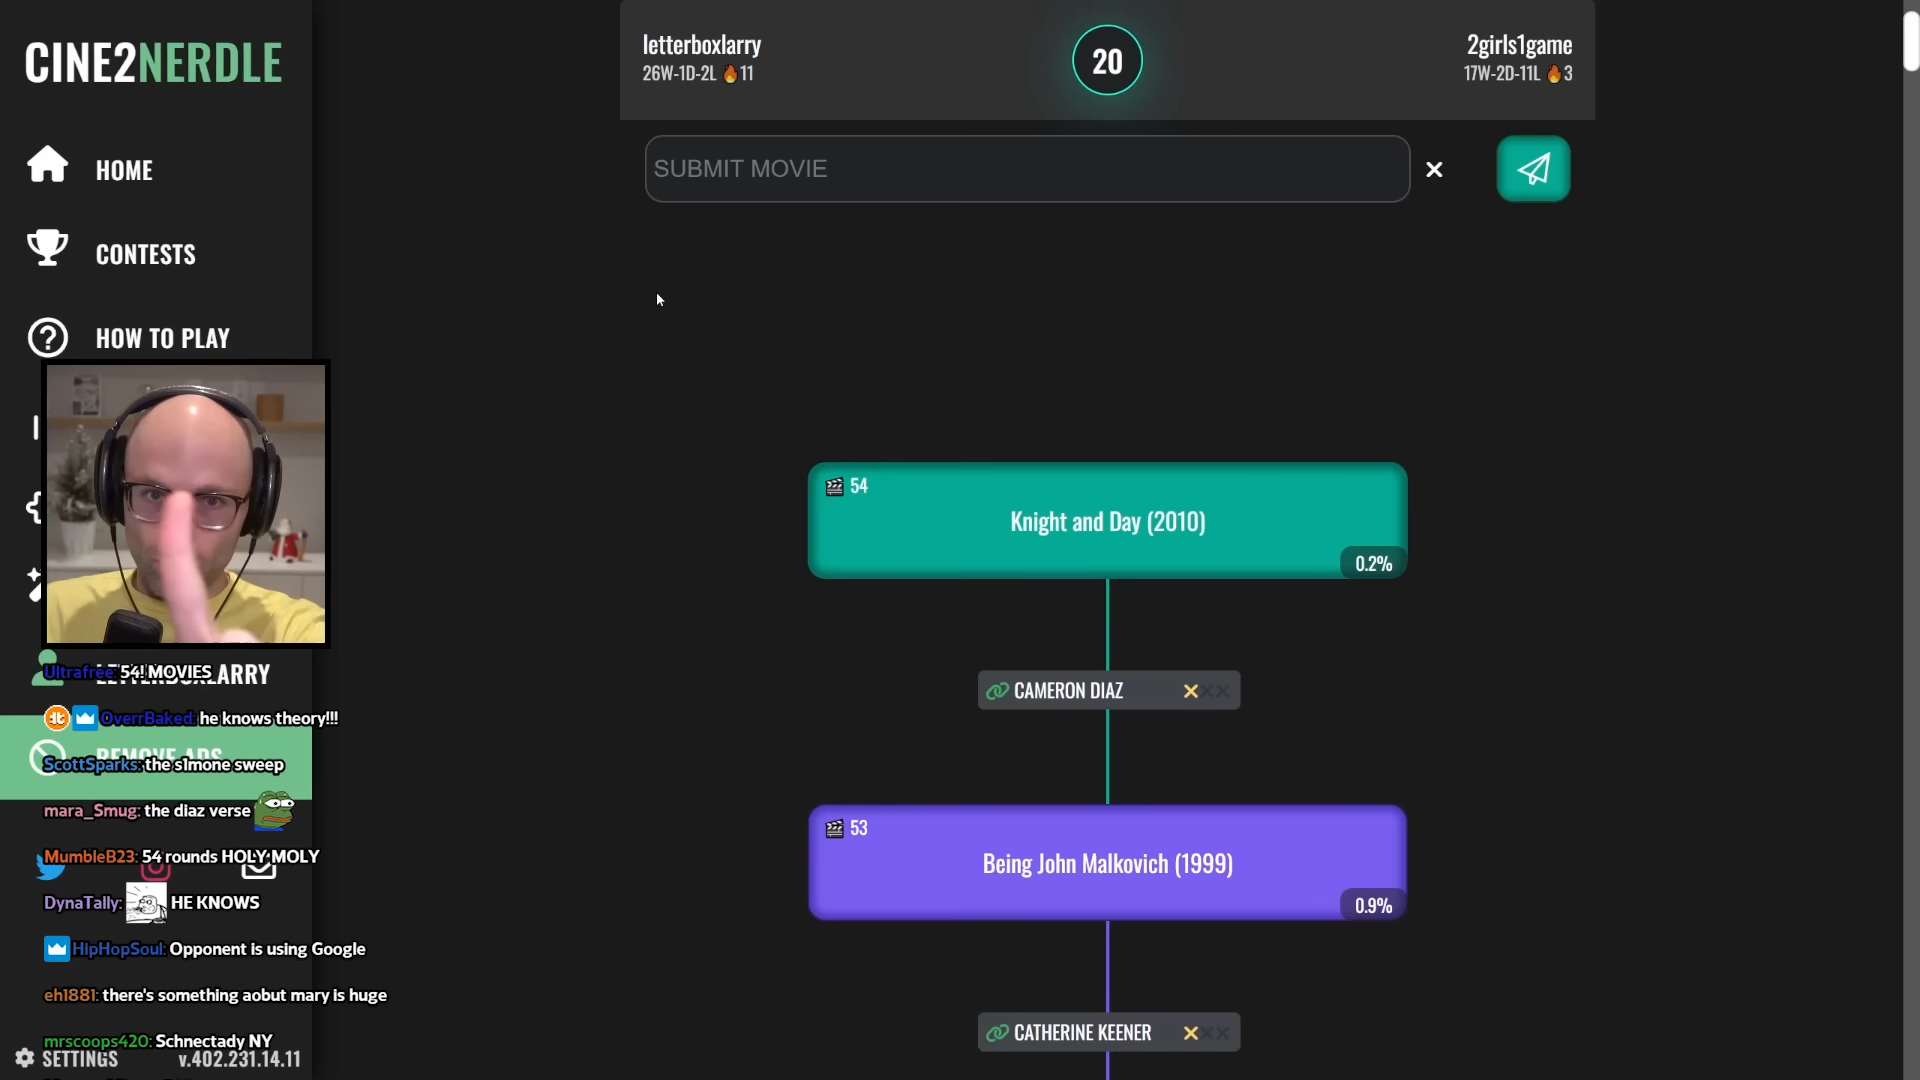 CINE2NERDLE
HOME
CONTESTS
HOW TO PLAY
REMOVE ADS
SETTINGS
v.402.231.14.11
Ultrafree: 54! MOVIES
OverrBaked: he knows theory!!!
ScottSparks: the s1mone sweep
mara_Smug: the diaz verse
MumbleB23: 54 rounds HOLY MOLY
DynaTally: HE KNOWS
HipHopSoul: Opponent is using Google
eh1881: there's something aobut mary is huge
mrscoops420: Schnectady NY
letterboxlarry
26W-1D-2L 🔥11
20
2girls1game
17W-2D-11L 🔥3
SUBMIT MOVIE
54
Knight and Day (2010)
0.2%
CAMERON DIAZ
53
Being John Malkovich (1999)
0.9%
CATHERINE KEENER